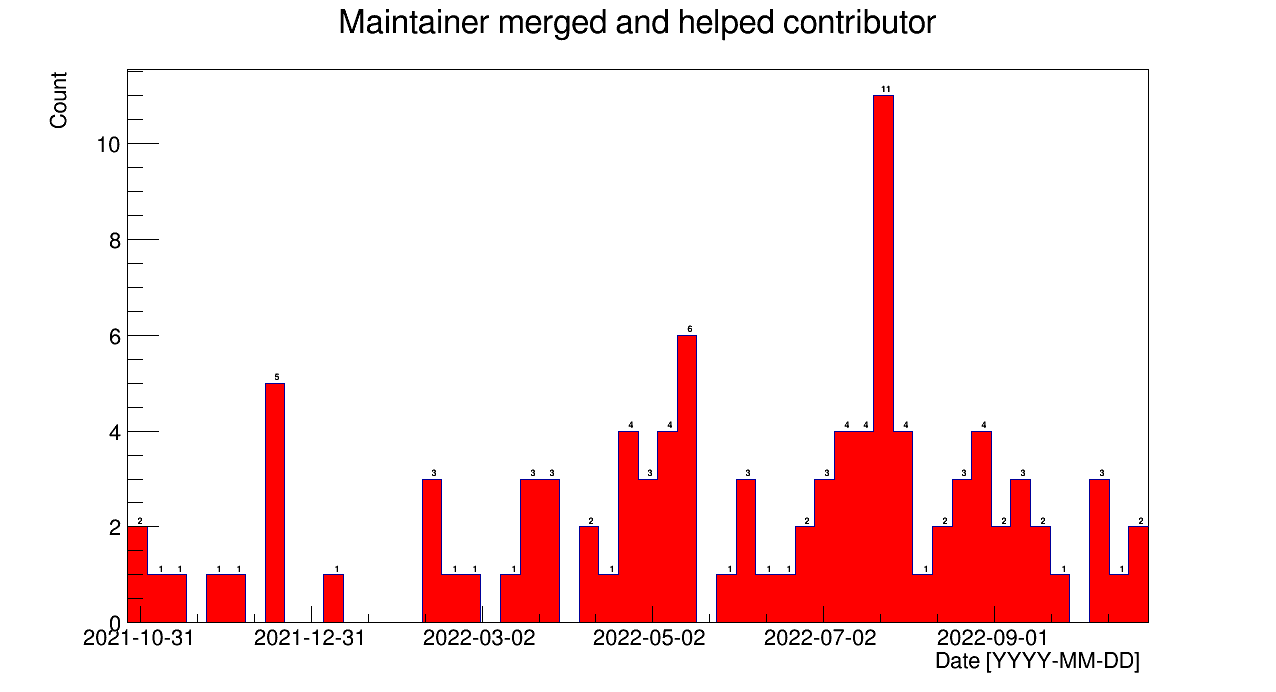 Maintainer merged and helped contributor
Count
11
10
8
6
6
5
4
4 4 4 4 4 4
3 3 3 3 3 3 3 3 3
2
2 2 2 2 2 2 2
1 1 1 1 1 1 1 1 1 1 1 1 1 1 1
0
2021-10-31 2021-12-31 2022-03-02 2022-05-02 2022-07-02 2022-09-01
Date [YYYY-MM-DD]